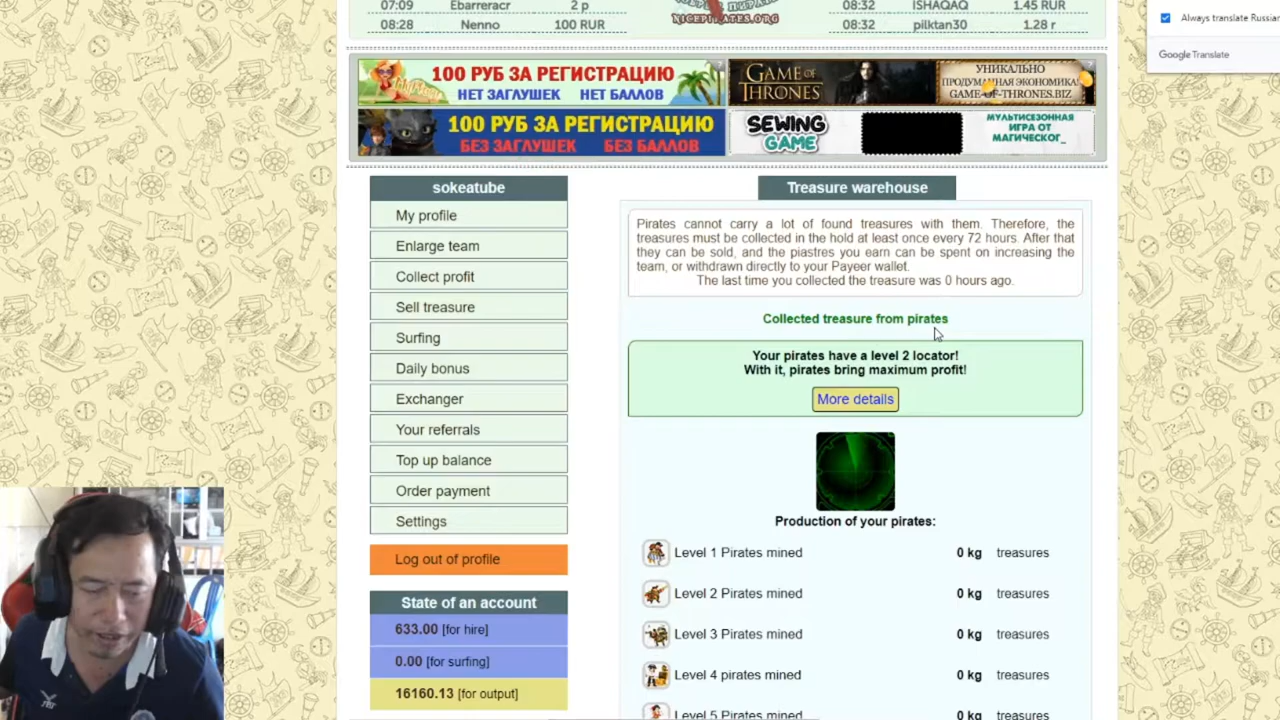 07:09 Ebarreracr 2 р
08:28 Nenno 100 RUR
NICEPIRATES.ORG
08:32 ISHAQAQ 1.45 RUR
08:32 pilktan30 1.28 г
Always translate Russian
Google Translate
100 РУБ ЗА РЕГИСТРАЦИЮ
НЕТ ЗАГЛУШЕК НЕТ БАЛЛОВ
GAME OF THRONES
УНИКАЛЬНО
ПРОДУМАННАЯ ЭКОНОМИКА!
GAME-OF-THRONES.BIZ
100 РУБ ЗА РЕГИСТРАЦИЮ
БЕЗ ЗАГЛУШЕК БЕЗ БАЛЛОВ
SEWING GAME
МУЛЬТИСЕЗОННАЯ
ИГРА ОТ
МАГИЧЕСКОГ_
sokeatube
My profile
Enlarge team
Collect profit
Sell treasure
Surfing
Daily bonus
Exchanger
Your referrals
Top up balance
Order payment
Settings
Log out of profile
State of an account
633.00 [for hire]
0.00 [for surfing]
16160.13 [for output]
Treasure warehouse
Pirates cannot carry a lot of found treasures with them. Therefore, the
treasures must be collected in the hold at least once every 72 hours. After that
they can be sold, and the piastres you earn can be spent on increasing the
team, or withdrawn directly to your Payeer wallet.
The last time you collected the treasure was 0 hours ago.
Collected treasure from pirates
Your pirates have a level 2 locator!
With it, pirates bring maximum profit!
More details
Production of your pirates:
Level 1 Pirates mined 0 kg treasures
Level 2 Pirates mined 0 kg treasures
Level 3 Pirates mined 0 kg treasures
Level 4 pirates mined 0 kg treasures
Level 5 Pirates mined 0 kg treasures